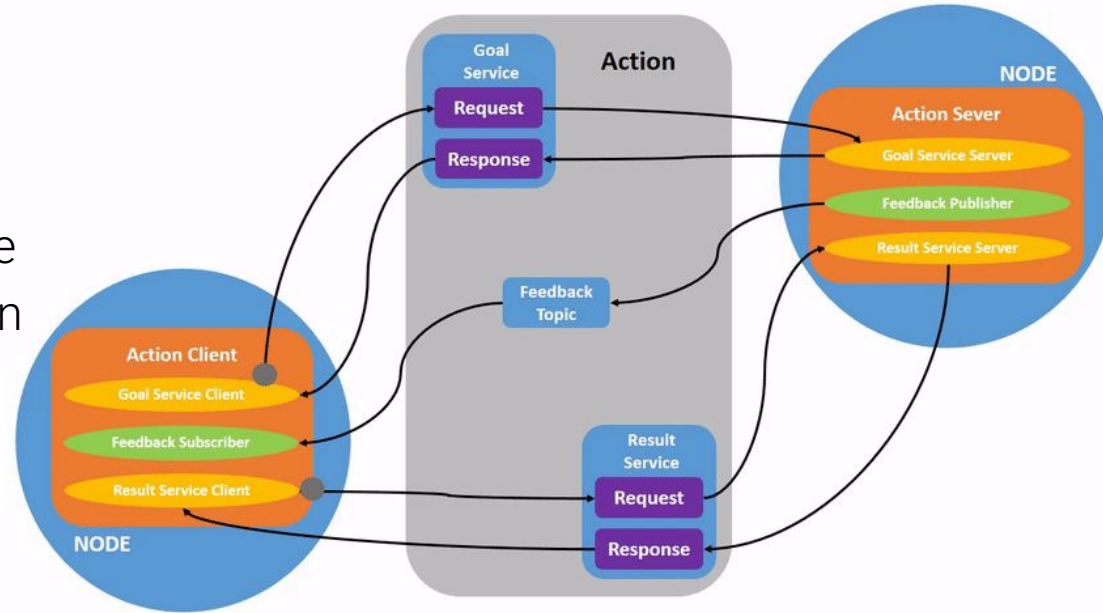 e
n
Action Client
Goal Service Client
Feedback Subscriber
Result Service Client
NODE
Action
Goal
Service
Request
Response
Feedback
Topic
Result
Service
Request
Response
NODE
Action Sever
Goal Service Server
Feedback Publisher
Result Service Server